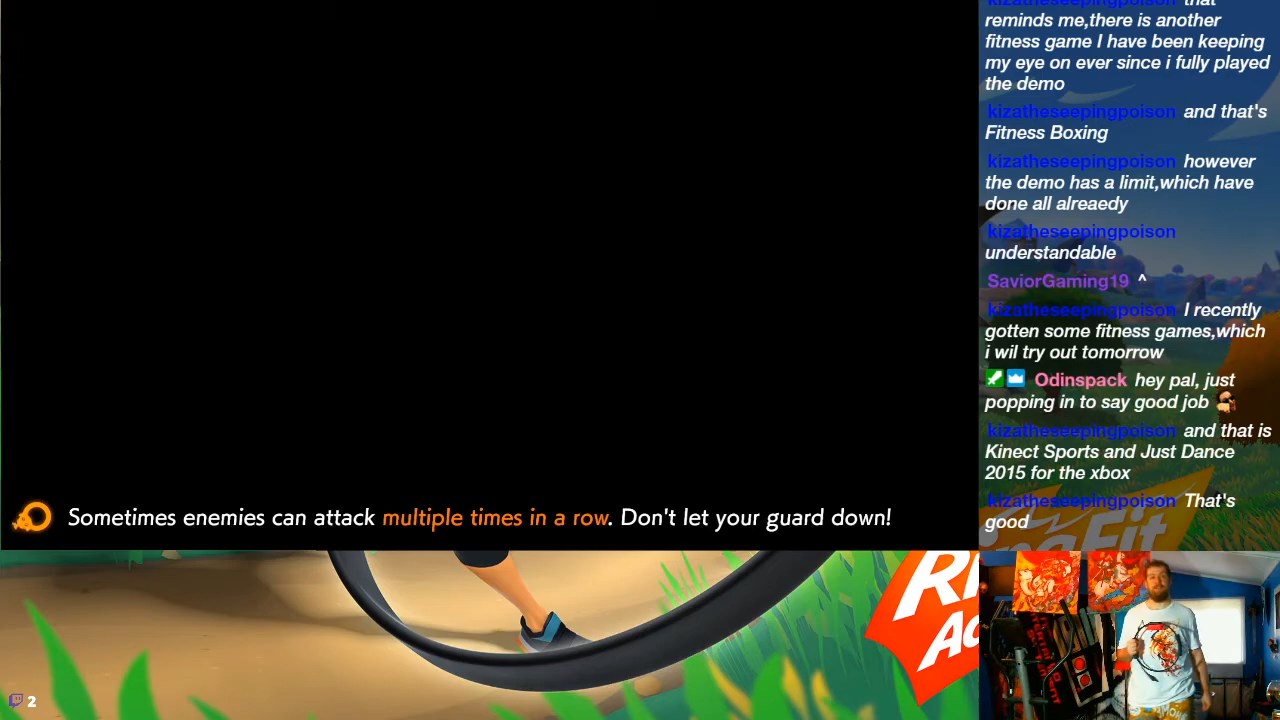 kizatheseepingpoison that
reminds me,there is another
fitness game I have been keeping
my eye on ever since i fully played
the demo
kizatheseepingpoison and that's
Fitness Boxing
kizatheseepingpoison however
the demo has a limit,which have
done all alreaedy
kizatheseepingpoison
understandable
SaviorGaming19 ^
kizatheseepingpoison I recently
gotten some fitness games,which
i wil try out tomorrow
Odinspack hey pal, just
popping in to say good job
kizatheseepingpoison and that is
Kinect Sports and Just Dance
2015 for the xbox
kizatheseepingpoison That's
good
Sometimes enemies can attack multiple times in a row. Don't let your guard down!
2